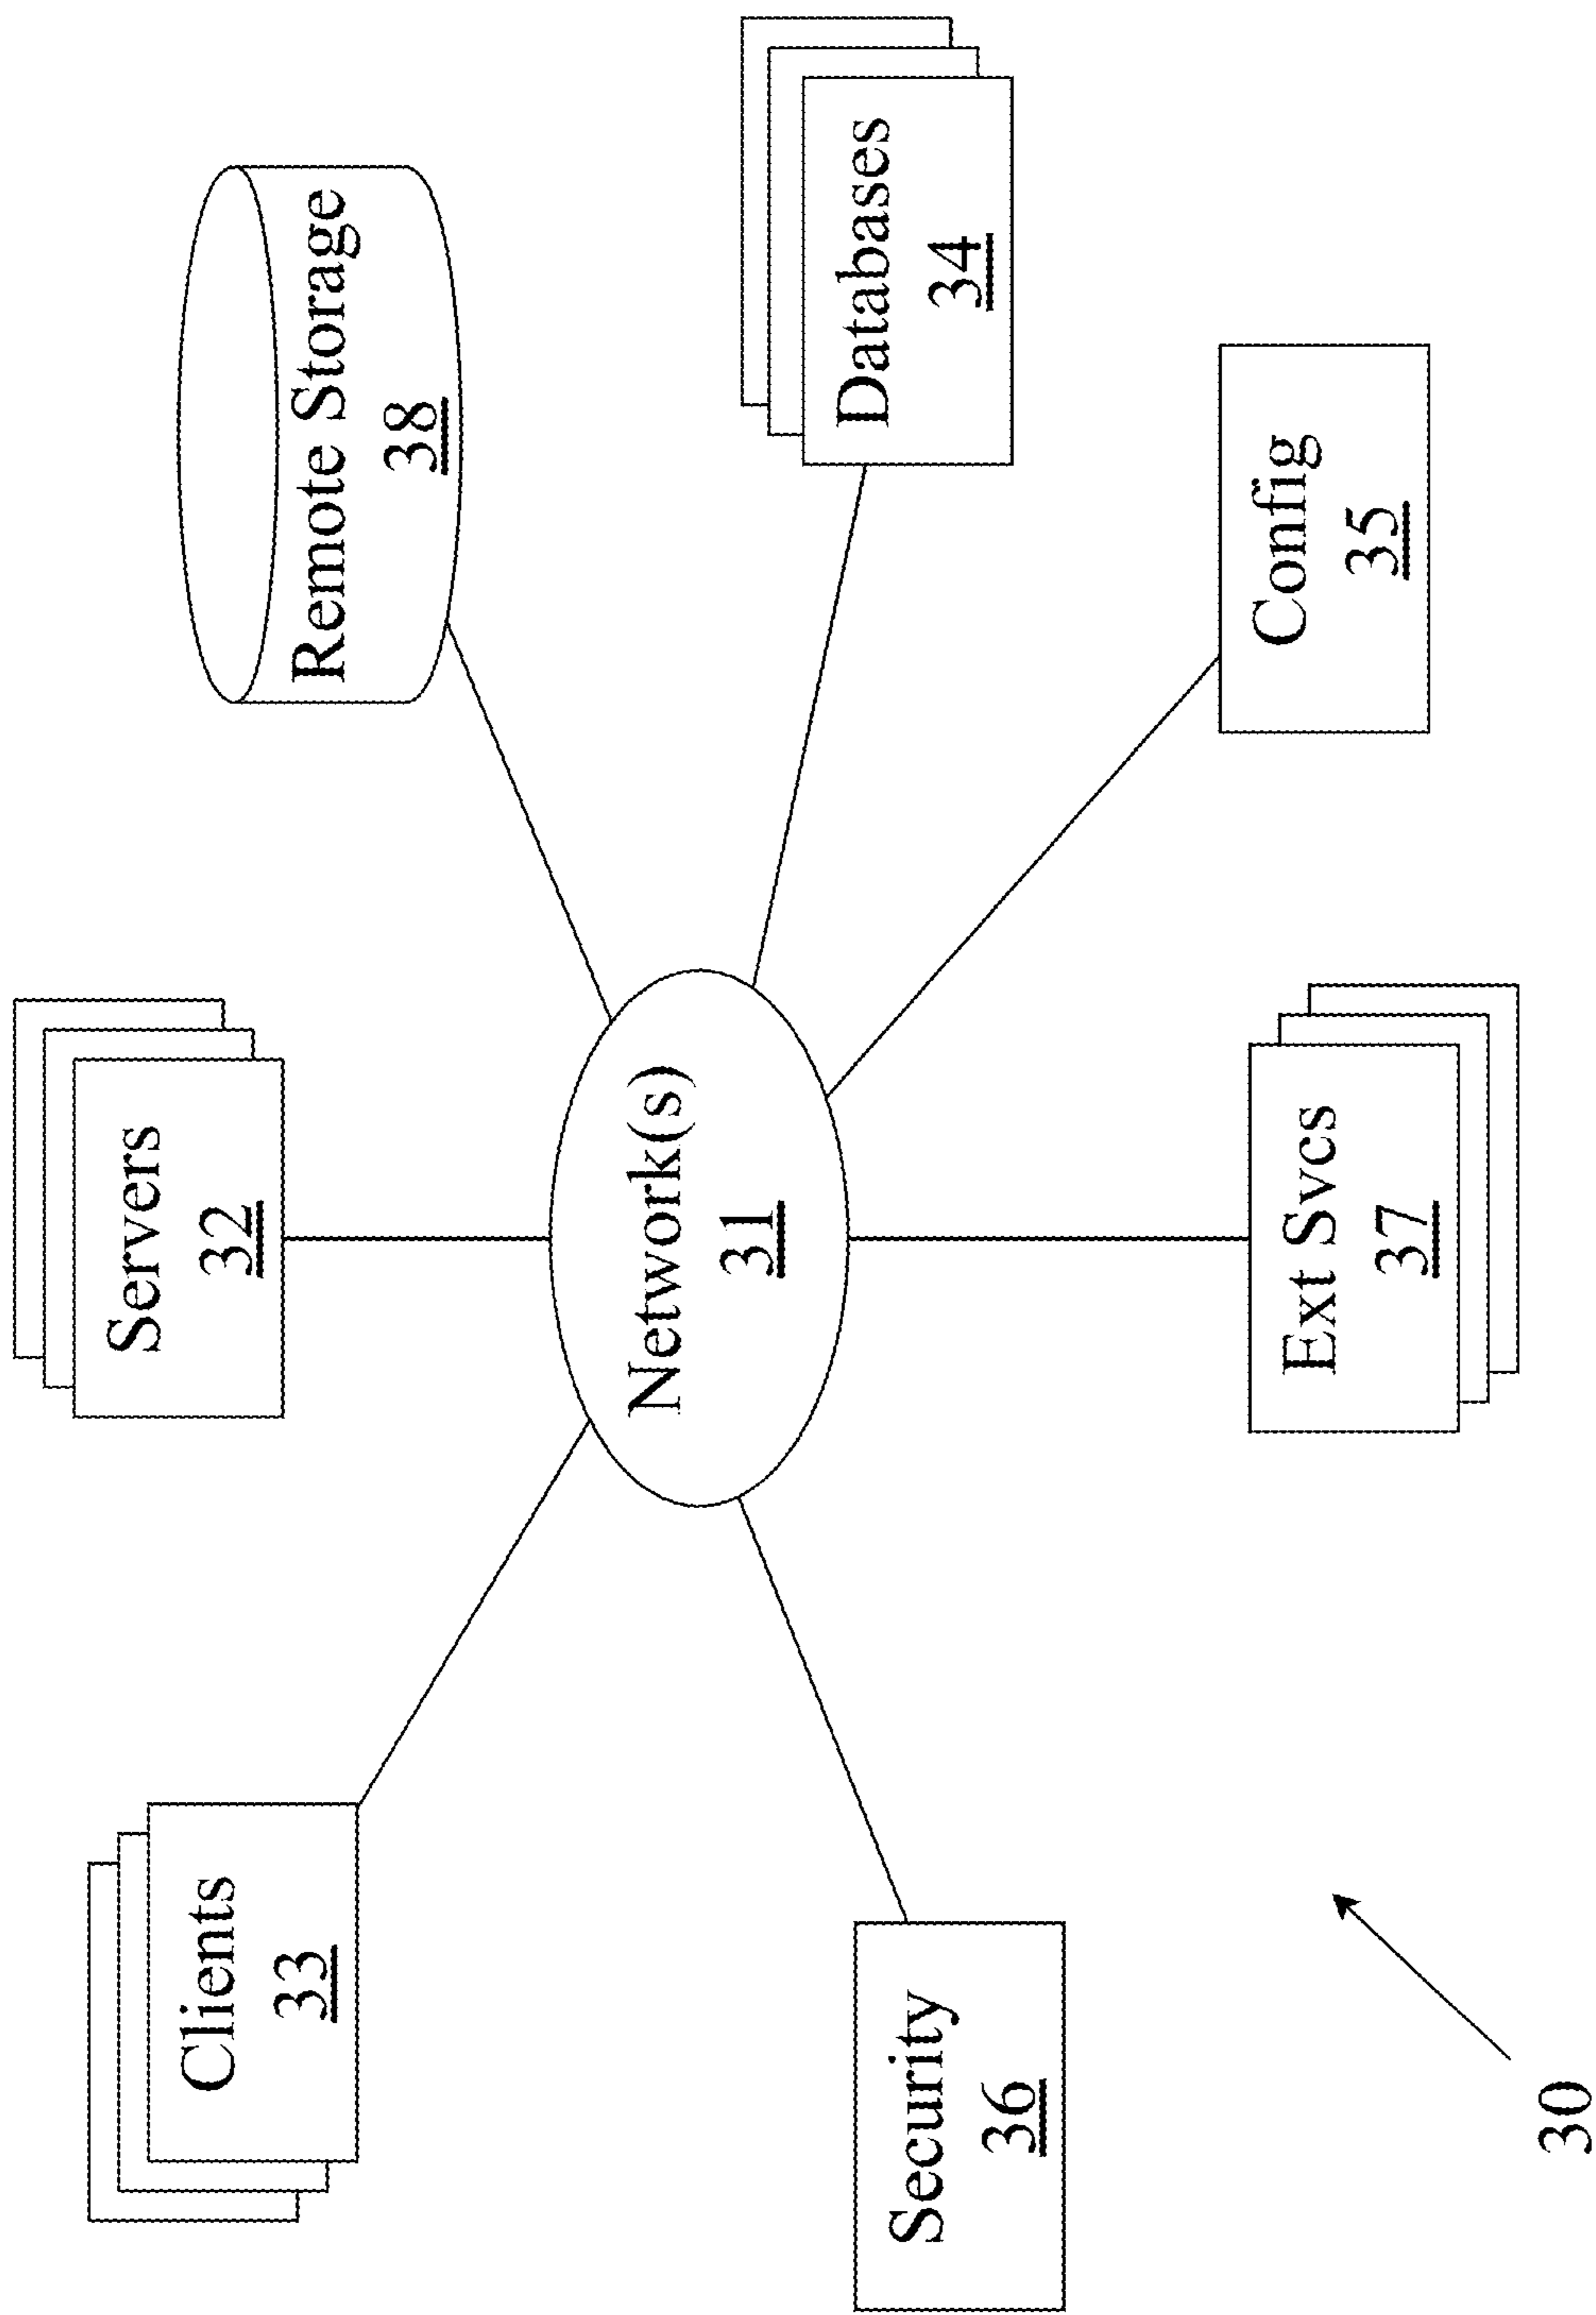 Servers
32
Clients
33
Remote Storage
38
Network(s)
31
Databases
34
Security
36
Ext Svcs
37
Config
35
30